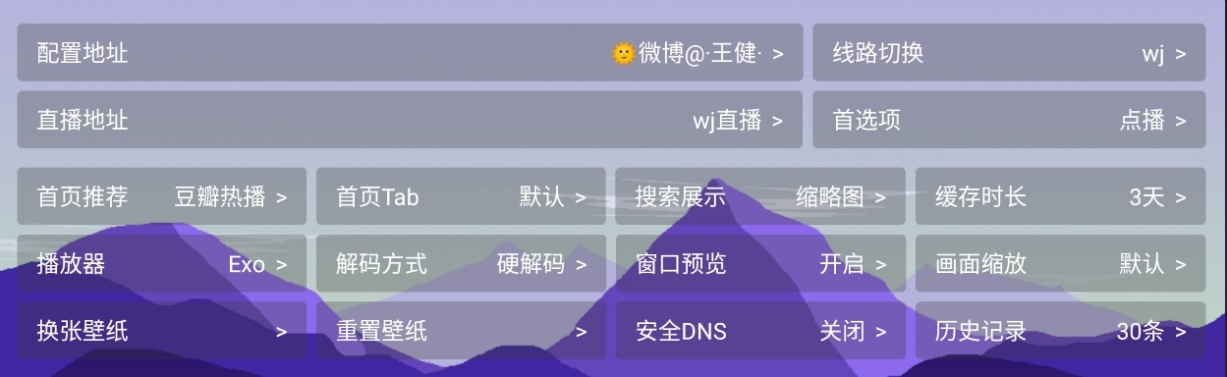 配置地址 🌞微博@·王健· > 线路切换 wj >
直播地址 wj直播 > 首选项 点播 >
首页推荐 豆瓣热播 > 首页Tab 默认 > 搜索展示 缩略图 > 缓存时长 3天 >
播放器 Exo > 解码方式 硬解码 > 窗口预览 开启 > 画面缩放 默认 >
换张壁纸 > 重置壁纸 > 安全DNS 关闭 > 历史记录 30条 >